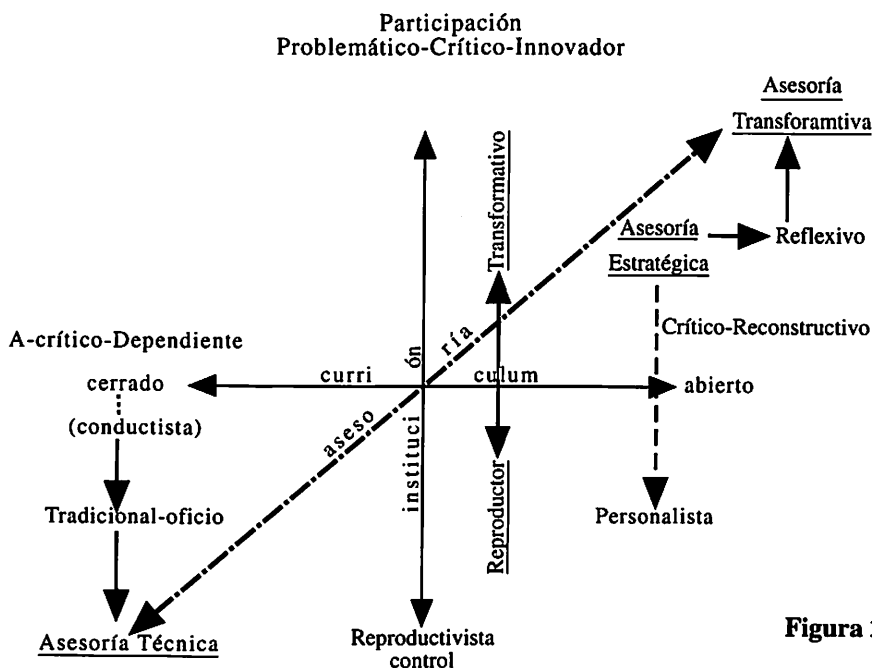 Participación
Problemático-Crítico-Innovador
Asesoría
Transforamtiva
Transformativo
Asesoría
Reflexivo
Estratégica
Crítico-Reconstructivo
A-crítico-Dependiente
cerrado
curri
culum
abierto
aseso
ría
instituci
ón
(conductista)
Reproductor
Tradicional-oficio
Personalista
Asesoría Técnica
Reproductivista
control
Figura